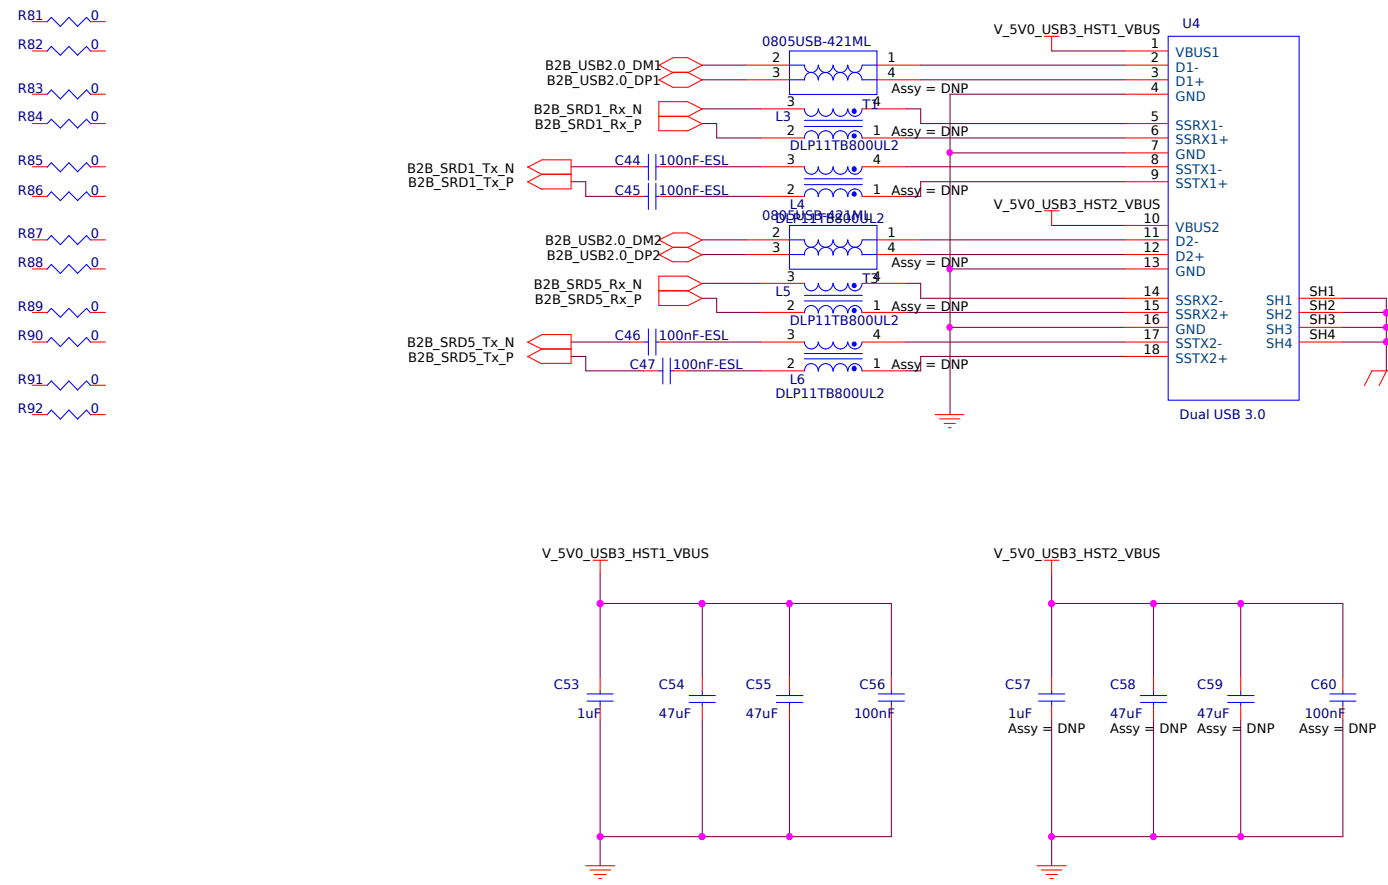 R81 0
R82 0
R83 0
R84 0
R85 0
R86 0
R87 0
R88 0
R89 0
R90 0
R91 0
R92 0
V_5V0_USB3_HST1_VBUS
U4
0805USB-421ML
B2B_USB2.0_DM1 2 1
B2B_USB2.0_DP1 3 4
Assy = DNP
B2B_SRD1_Rx_N 3 4 T1
L3
B2B_SRD1_Rx_P 2 1 Assy = DNP
DLP11TB800UL2
B2B_SRD1_Tx_N C44 100nF-ESL 3 4
B2B_SRD1_Tx_P C45 100nF-ESL 2 1 Assy = DNP
L4
DLP11TB800UL2
V_5V0_USB3_HST2_VBUS
0805USB-421ML
B2B_USB2.0_DM2 2 1
B2B_USB2.0_DP2 3 4
Assy = DNP
B2B_SRD5_Rx_N 3 4 T3
L5
B2B_SRD5_Rx_P 2 1 Assy = DNP
DLP11TB800UL2
B2B_SRD5_Tx_N C46 100nF-ESL 3 4
B2B_SRD5_Tx_P C47 100nF-ESL 2 1 Assy = DNP
L6
DLP11TB800UL2
1 VBUS1
2 D1-
3 D1+
4 GND
5 SSRX1-
6 SSRX1+
7 GND
8 SSTX1-
9 SSTX1+
10 VBUS2
11 D2-
12 D2+
13 GND
14 SSRX2-
15 SSRX2+
16 GND
17 SSTX2-
18 SSTX2+
SH1 SH1
SH2 SH2
SH3 SH3
SH4 SH4
Dual USB 3.0
V_5V0_USB3_HST1_VBUS
C53 C54 C55 C56
1uF 47uF 47uF 100nF
V_5V0_USB3_HST2_VBUS
C57 C58 C59 C60
1uF 47uF 47uF 100nF
Assy = DNP Assy = DNP Assy = DNP Assy = DNP